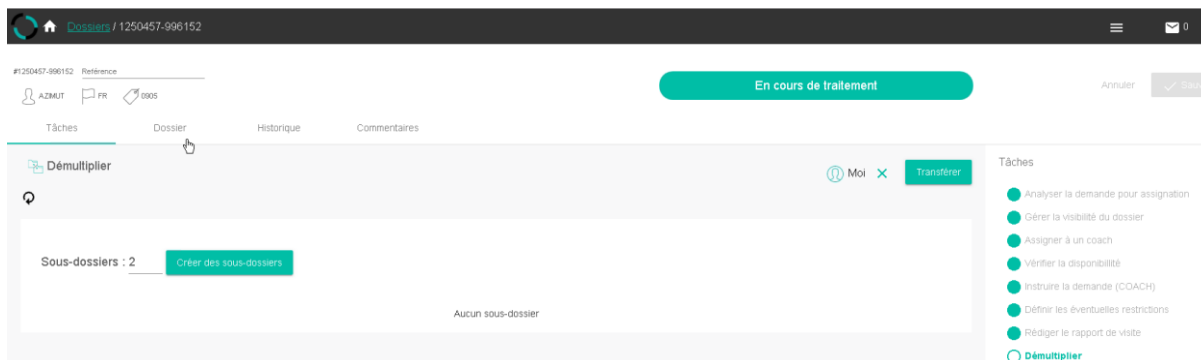 Dossiers / 1250457-996152
0
#1250457-996152 Référence
AZIMUT FR 0905
En cours de traitement
Annuler
Tâches Dossier Historique Commentaires
Démultiplier
Moi Transférer
Sous-dossiers : 2 Créer des sous-dossiers
Aucun sous-dossier
Tâches
Analyser la demande pour assignation
Gérer la visibilité du dossier
Assigner à un coach
Vérifier la disponibilité
Instruire la demande (COACH)
Définir les éventuelles restrictions
Rédiger le rapport de visite
Démultiplier